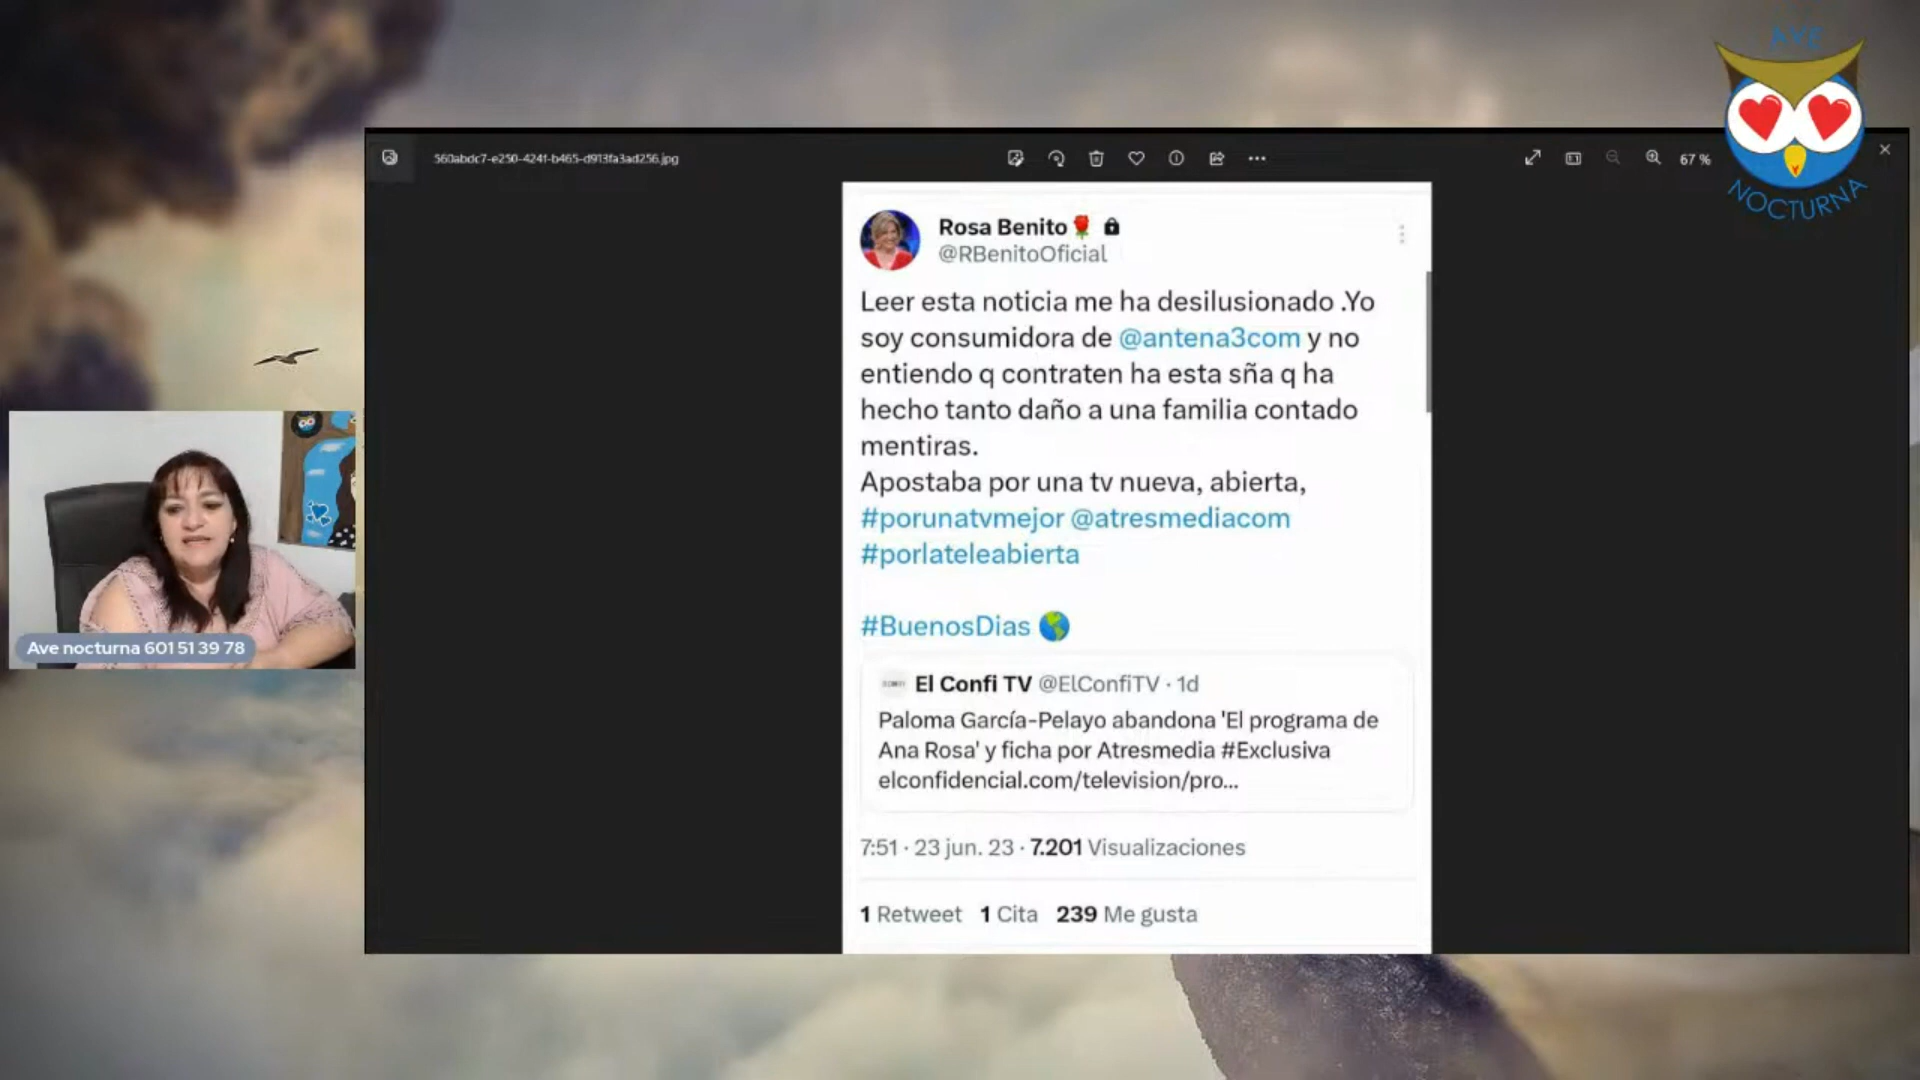 AVE
NOCTURNA
560abdc7-e250-424f-b465-d913fa3ad256.jpg
67 %
Rosa Benito🌹 🔒
@RBenitoOficial
Leer esta noticia me ha desilusionado .Yo
soy consumidora de @antena3com y no
entiendo q contraten ha esta sña q ha
hecho tanto daño a una familia contado
mentiras.
Apostaba por una tv nueva, abierta,
#porunatvmejor @atresmediacom
#porlateleabierta
#BuenosDias 🌎
El Confi TV @ElConfiTV · 1d
Paloma García-Pelayo abandona 'El programa de
Ana Rosa' y ficha por Atresmedia #Exclusiva
elconfidencial.com/television/pro...
7:51 · 23 jun. 23 · 7.201 Visualizaciones
1 Retweet 1 Cita 239 Me gusta
Ave nocturna 601 51 39 78